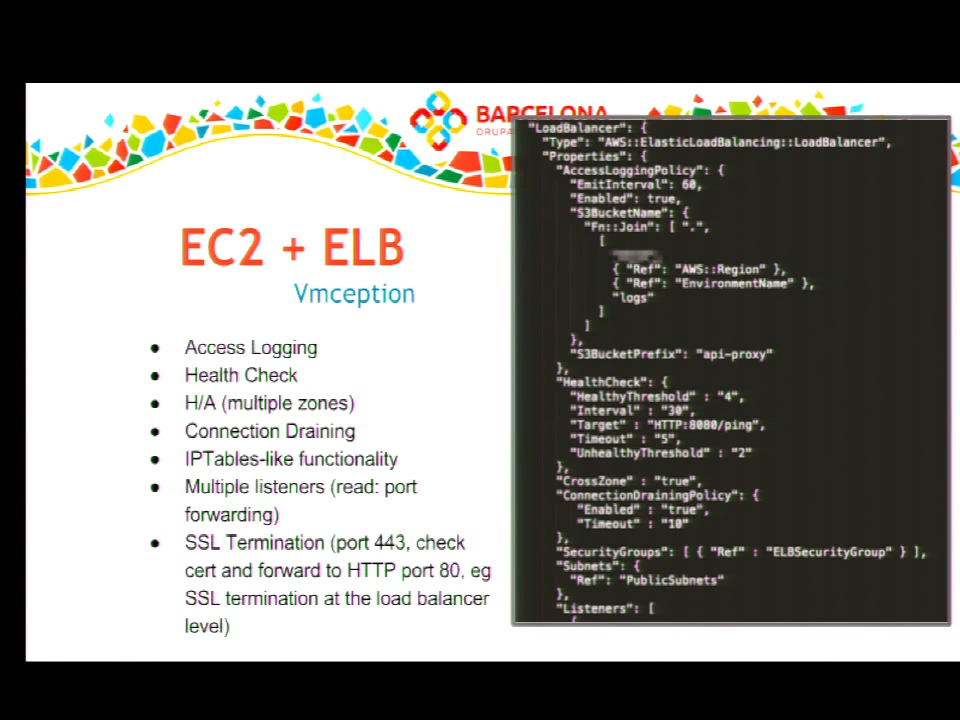 BARCELONA
EC2 + ELB
Vmception
● Access Logging
● Health Check
● H/A (multiple zones)
● Connection Draining
● IPTables-like functionality
● Multiple listeners (read: port
forwarding)
● SSL Termination (port 443, check
cert and forward to HTTP port 80, eg
SSL termination at the load balancer
level)
"LoadBalancer": {
"Type": "AWS::ElasticLoadBalancing::LoadBalancer",
"Properties": {
"AccessLoggingPolicy": {
"EmitInterval": 60,
"Enabled": true,
"S3BucketName": {
"Fn::Join": [ ".",
[
{ "Ref": "AWS::Region" },
{ "Ref": "EnvironmentName" },
"logs"
]
]
},
"S3BucketPrefix": "api-proxy"
},
"HealthCheck": {
"HealthyThreshold" : "4",
"Interval" : "30",
"Target" : "HTTP:8080/ping",
"Timeout" : "5",
"UnhealthyThreshold" : "2"
},
"CrossZone" : "true",
"ConnectionDrainingPolicy": {
"Enabled" : "true",
"Timeout" : "10"
},
"SecurityGroups": [ { "Ref" : "ELBSecurityGroup" } ],
"Subnets": {
"Ref": "PublicSubnets"
},
"Listeners": [
{